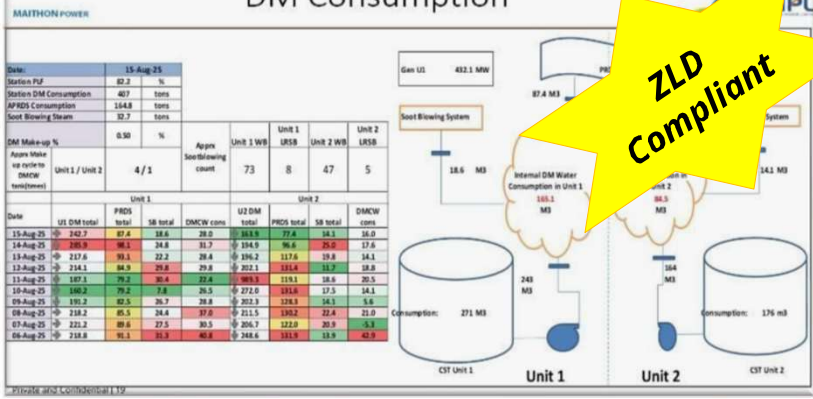 DM Consumption
MAITHON POWER
ZLD
Compliant
Date: 15-Aug-25
Station PLF 82.2 %
Station DM Consumption 407 tons
APRDS Consumption 164.8 tons
Soot Blowing Steam 32.7 tons
DM Make-up % 0.50 %
Apprx Make up cycle to DMCW tank(times) Unit 1 / Unit 2 4/1
Apprx Sootblowing count
Unit 1 WB Unit 1 LRSB Unit 2 WB Unit 2 LRSB
73 8 47 5
Unit 1 Unit 2
Date U1 DM total PRDS total SB total DMCW cons U2 DM total PRDS total SB total DMCW cons
15-Aug-25 242.7 87.4 18.6 28.0 163.9 77.4 14.1 16.0
14-Aug-25 285.9 98.1 24.8 31.7 194.9 96.6 25.0 17.6
13-Aug-25 217.6 93.1 22.2 28.4 196.2 117.6 19.8 14.1
12-Aug-25 214.1 84.9 29.8 29.8 202.1 131.4 11.7 18.8
11-Aug-25 187.1 79.2 30.4 22.4 119.1 18.6 20.5
10-Aug-25 160.2 79.2 7.8 26.5 272.0 131.6 17.5 14.1
09-Aug-25 191.2 82.5 26.7 28.8 202.3 128.3 14.1 5.6
08-Aug-25 218.2 85.5 24.4 37.0 211.5 130.2 22.4 21.0
07-Aug-25 221.2 89.6 27.5 30.5 206.7 122.0 20.9 -5.3
06-Aug-25 218.8 91.1 31.3 40.8 248.6 131.9 13.9 42.9
Gen U1 432.1 MW
87.4 M3
Soot Blowing System
18.6 M3
Internal DM Water
Consumption in Unit 1
165.1
M3
243
M3
Consumption: 271 M3
CST Unit 1
Unit 1
System
14.1 M3
Unit 2
M3
164
M3
Consumption: 176 m3
CST Unit 2
Unit 2
Private and Confidential | 19